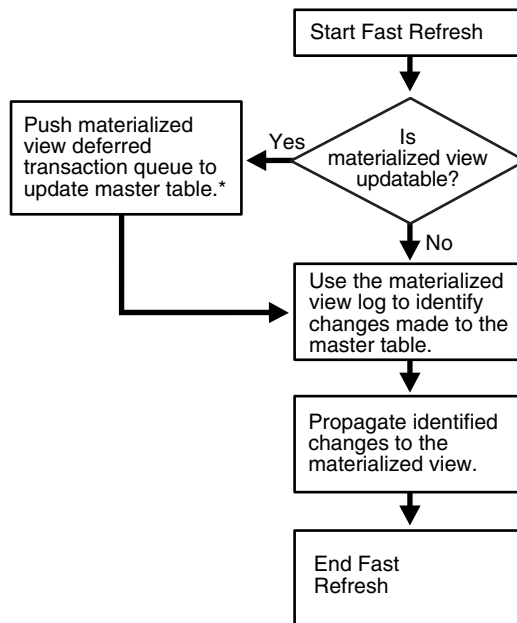 Start Fast Refresh
Is
materialized view
updatable?
Yes
Push materialized
view deferred
transaction queue to
update master table.*
No
Use the materialized
view log to identify
changes made to the
master table.
Propagate identified
changes to the
materialized view.
End Fast
Refresh